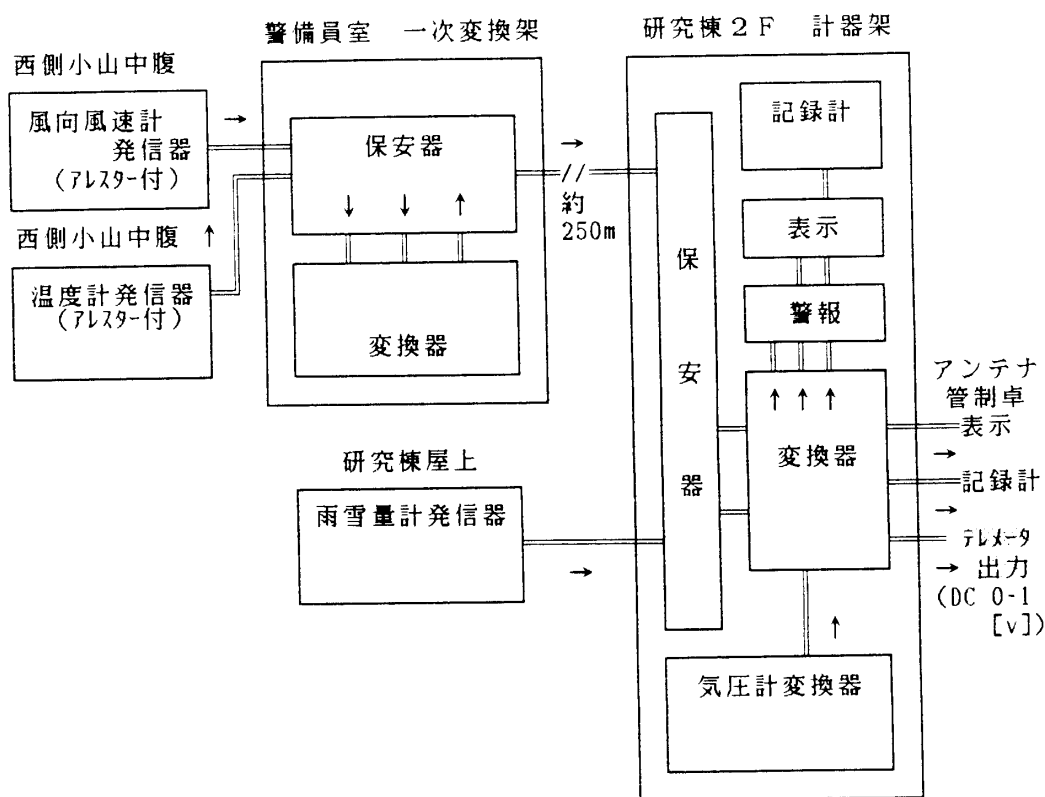 警備員室　一次変換架
研究棟２Ｆ　計器架
西側小山中腹
風向風速計
発信器
(ｱﾚｽﾀｰ付)
→
保安器
↓ ↓ ↑
変換器
西側小山中腹 ↑
温度計発信器
(ｱﾚｽﾀｰ付)
→
//
約
250m
保
安
器
記録計
表示
警報
↑ ↑ ↑
変換器
アンテナ
管制卓
表示
→
記録計
→
ﾃﾚﾒｰﾀ
→ 出力
(DC 0-1
[v])
研究棟屋上
雨雪量計発信器
→
↑
気圧計変換器